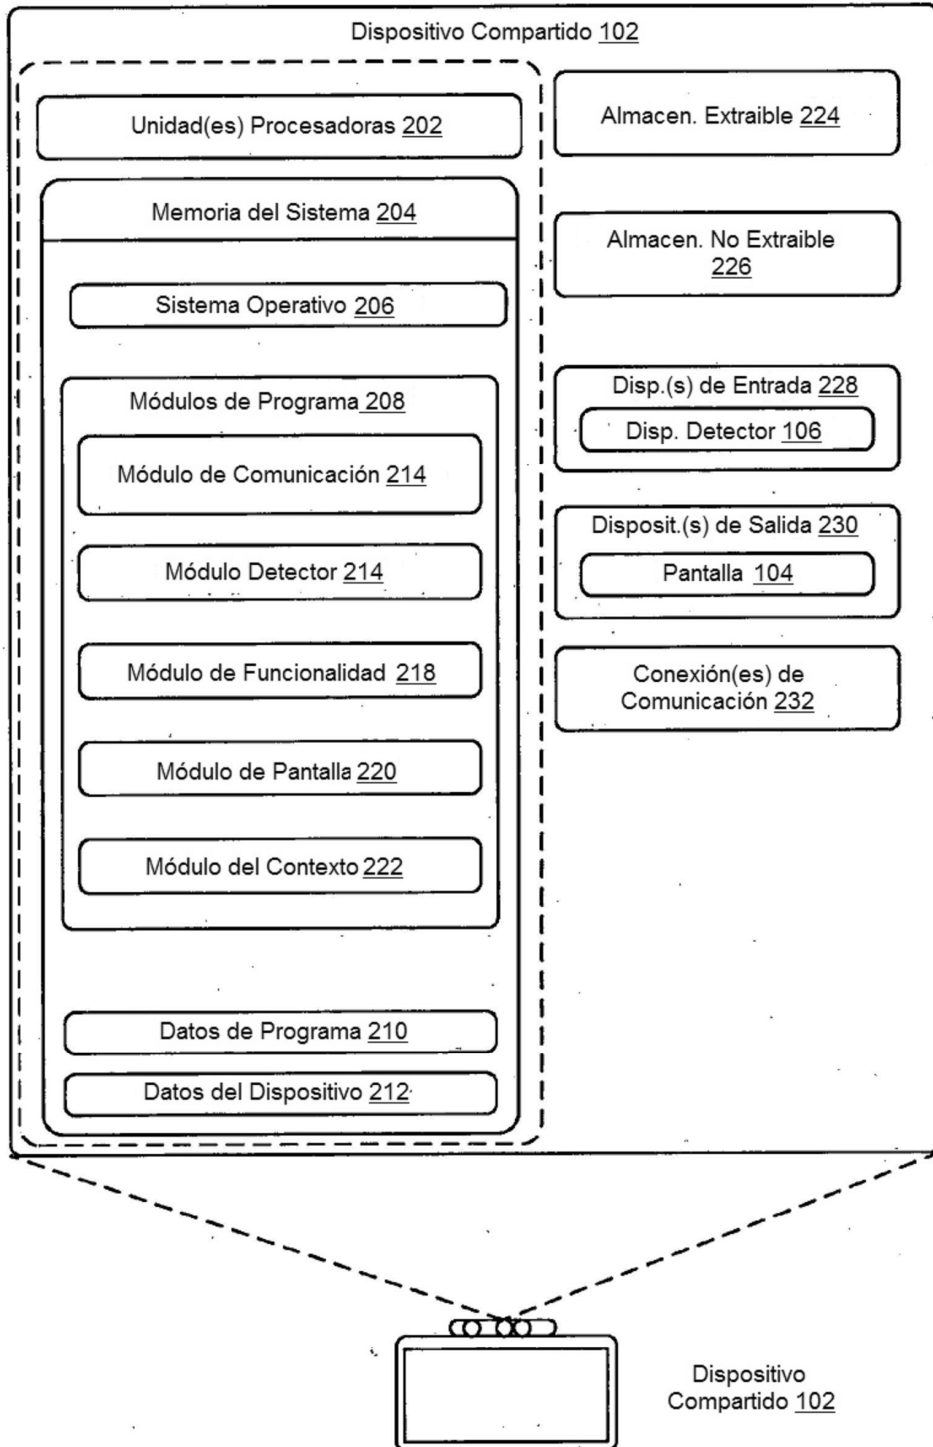 Dispositivo Compartido 102
Unidad(es) Procesadoras 202
Memoria del Sistema 204
Sistema Operativo 206
Módulos de Programa 208
Módulo de Comunicación 214
Módulo Detector 214
Módulo de Funcionalidad 218
Módulo de Pantalla 220
Módulo del Contexto 222
Datos de Programa 210
Datos del Dispositivo 212
Almacen. Extraible 224
Almacen. No Extraible
226
Disp.(s) de Entrada 228
Disp. Detector 106
Disposit.(s) de Salida 230
Pantalla 104
Conexión(es) de
Comunicación 232
Dispositivo
Compartido 102